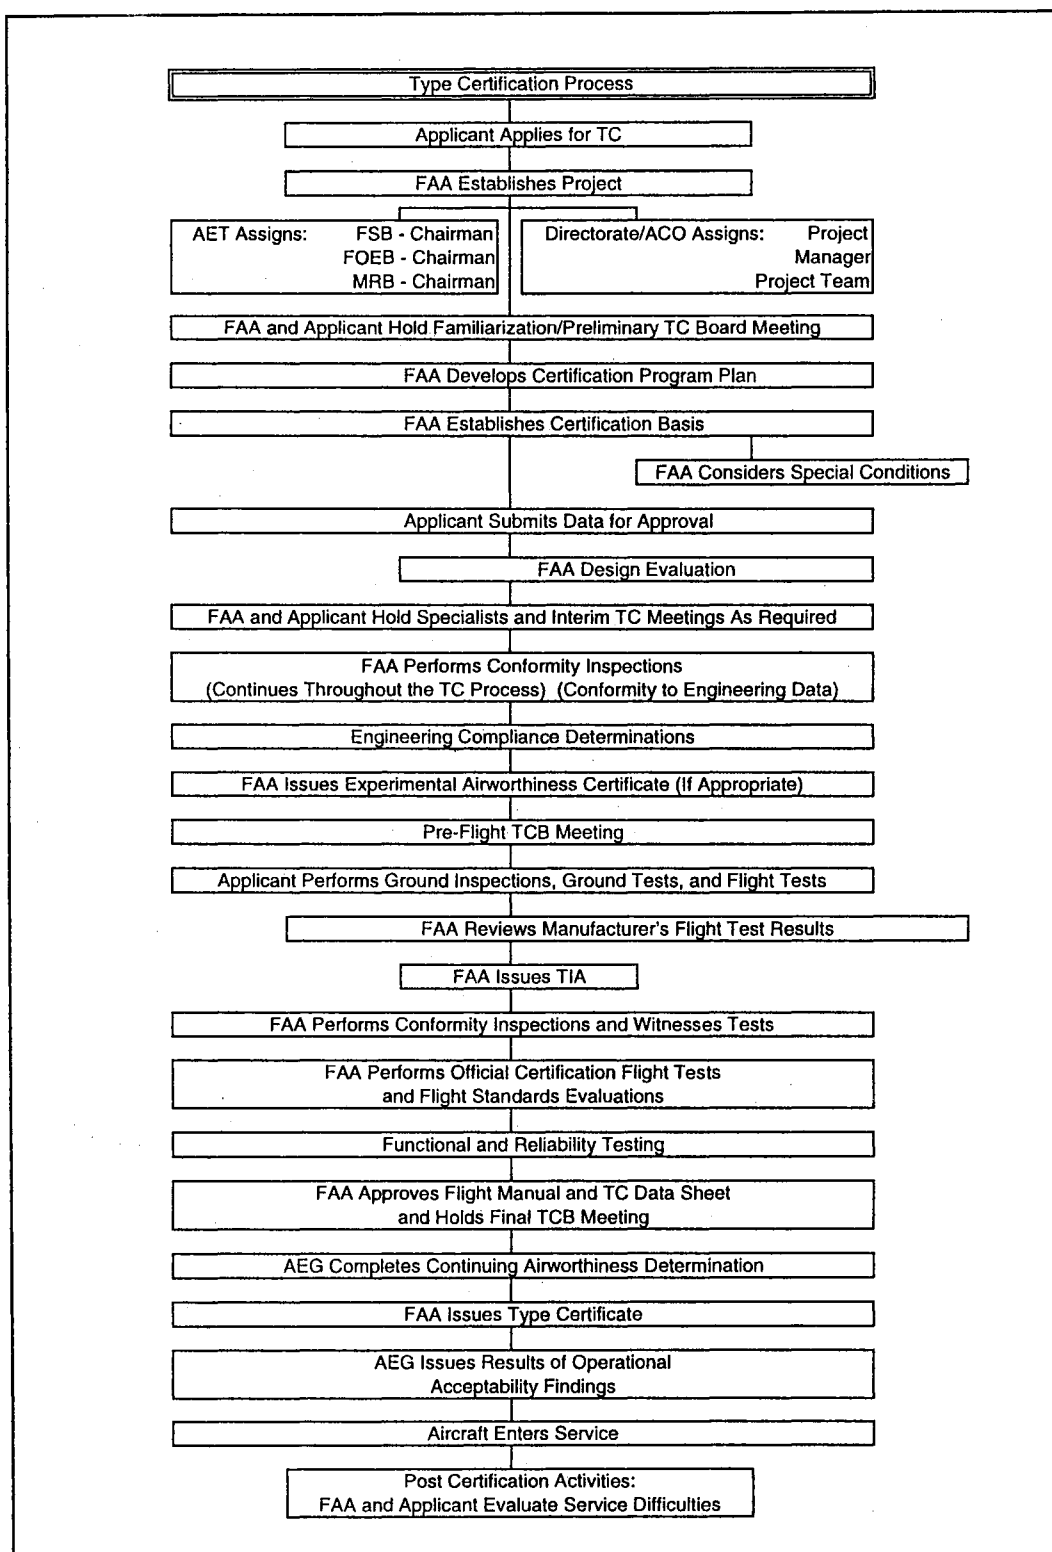 Type Certification Process
Applicant Applies for TC
FAA Establishes Project
AET Assigns: FSB - Chairman
FOEB - Chairman
MRB - Chairman
Directorate/ACO Assigns: Project
Manager
Project Team
FAA and Applicant Hold Familiarization/Preliminary TC Board Meeting
FAA Develops Certification Program Plan
FAA Establishes Certification Basis
FAA Considers Special Conditions
Applicant Submits Data for Approval
FAA Design Evaluation
FAA and Applicant Hold Specialists and Interim TC Meetings As Required
FAA Performs Conformity Inspections
(Continues Throughout the TC Process) (Conformity to Engineering Data)
Engineering Compliance Determinations
FAA Issues Experimental Airworthiness Certificate (If Appropriate)
Pre-Flight TCB Meeting
Applicant Performs Ground Inspections, Ground Tests, and Flight Tests
FAA Reviews Manufacturer's Flight Test Results
FAA Issues TIA
FAA Performs Conformity Inspections and Witnesses Tests
FAA Performs Official Certification Flight Tests
and Flight Standards Evaluations
Functional and Reliability Testing
FAA Approves Flight Manual and TC Data Sheet
and Holds Final TCB Meeting
AEG Completes Continuing Airworthiness Determination
FAA Issues Type Certificate
AEG Issues Results of Operational
Acceptability Findings
Aircraft Enters Service
Post Certification Activities:
FAA and Applicant Evaluate Service Difficulties